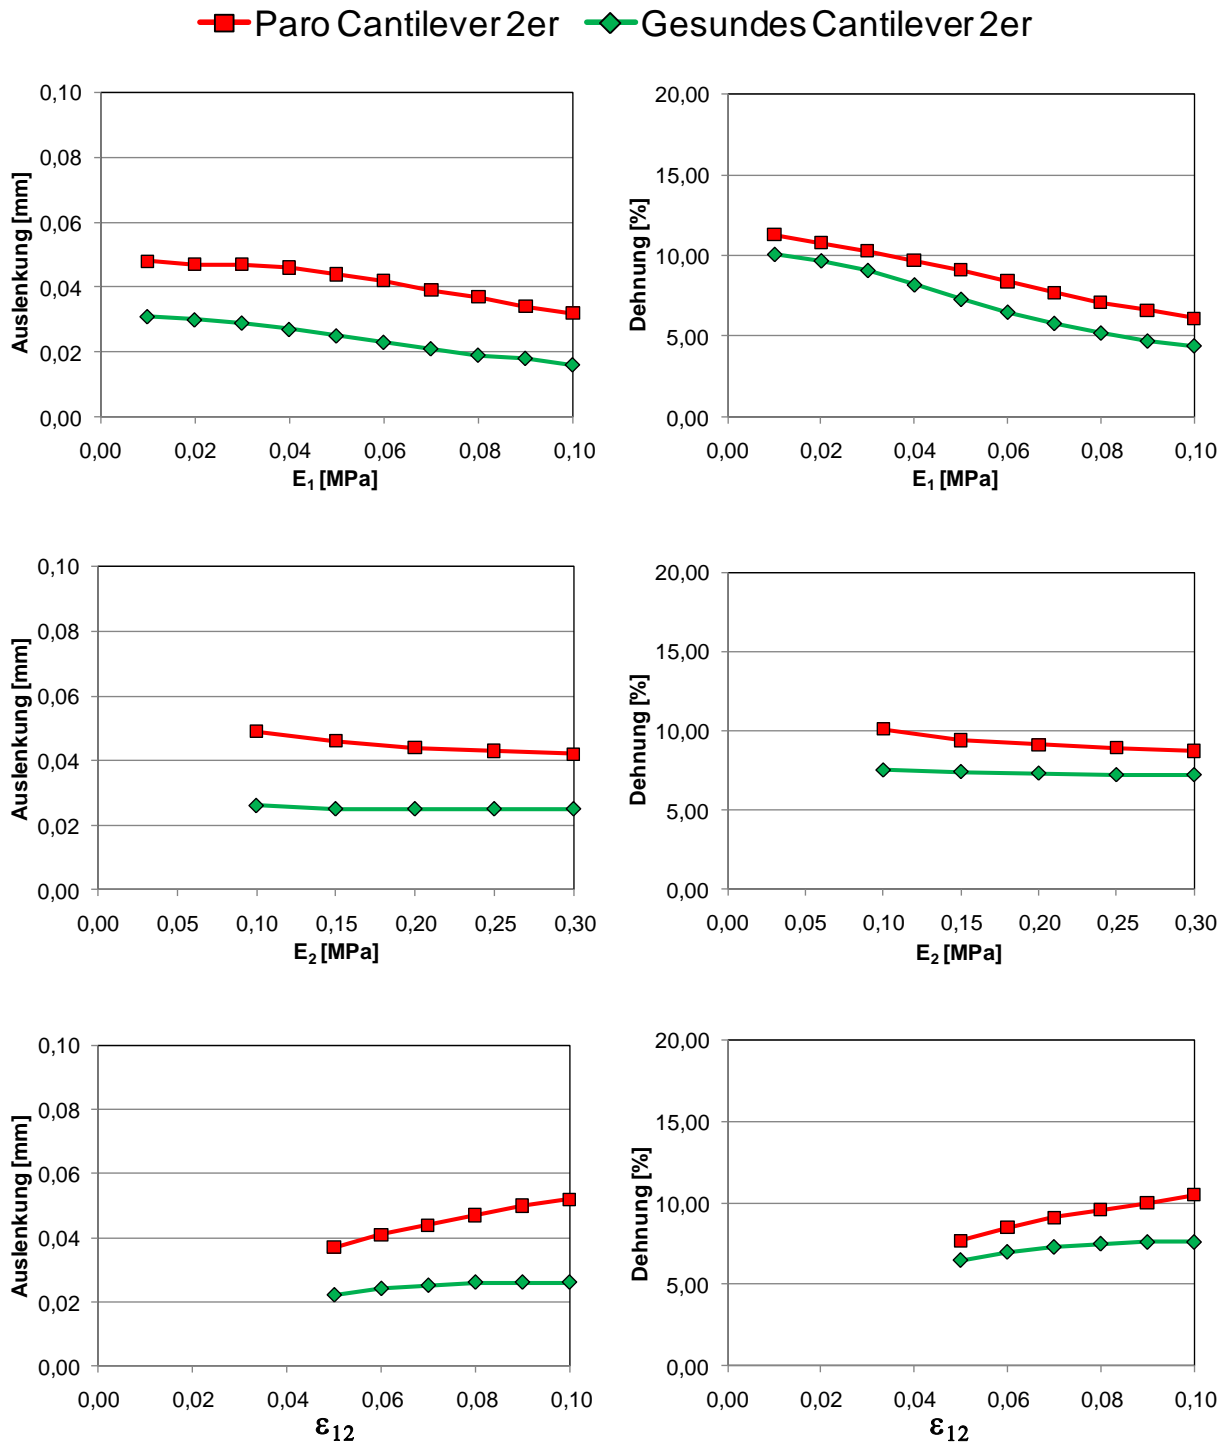 Paro Cantilever 2er Gesundes Cantilever 2er
0,10
0,08
0,06
0,04
0,02
0,00
Auslenkung [mm]
0,00 0,02 0,04 0,06 0,08 0,10
E1 [MPa]
20,00
15,00
10,00
5,00
0,00
Dehnung [%]
0,00 0,02 0,04 0,06 0,08 0,10
E1 [MPa]
0,10
0,08
0,06
0,04
0,02
0,00
Auslenkung [mm]
0,00 0,05 0,10 0,15 0,20 0,25 0,30
E2 [MPa]
20,00
15,00
10,00
5,00
0,00
Dehnung [%]
0,00 0,05 0,10 0,15 0,20 0,25 0,30
E2 [MPa]
0,10
0,08
0,06
0,04
0,02
0,00
Auslenkung [mm]
0,00 0,02 0,04 0,06 0,08 0,10
ε12
20,00
15,00
10,00
5,00
0,00
Dehnung [%]
0,00 0,02 0,04 0,06 0,08 0,10
ε12